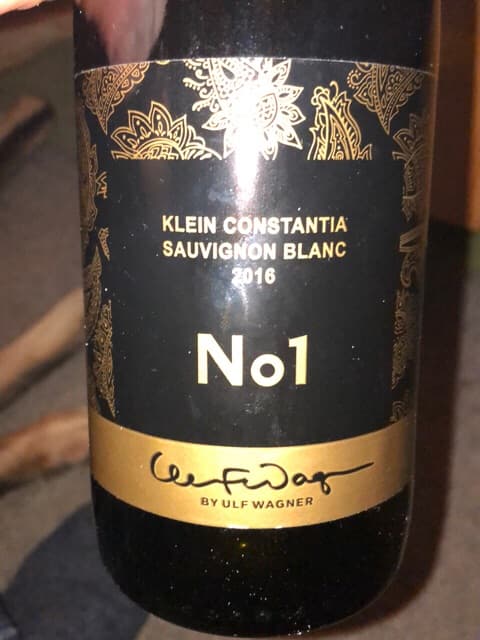 KLEIN CONSTANTIA
SAUVIGNON BLANC
2016
No1
BY ULF WAGNER